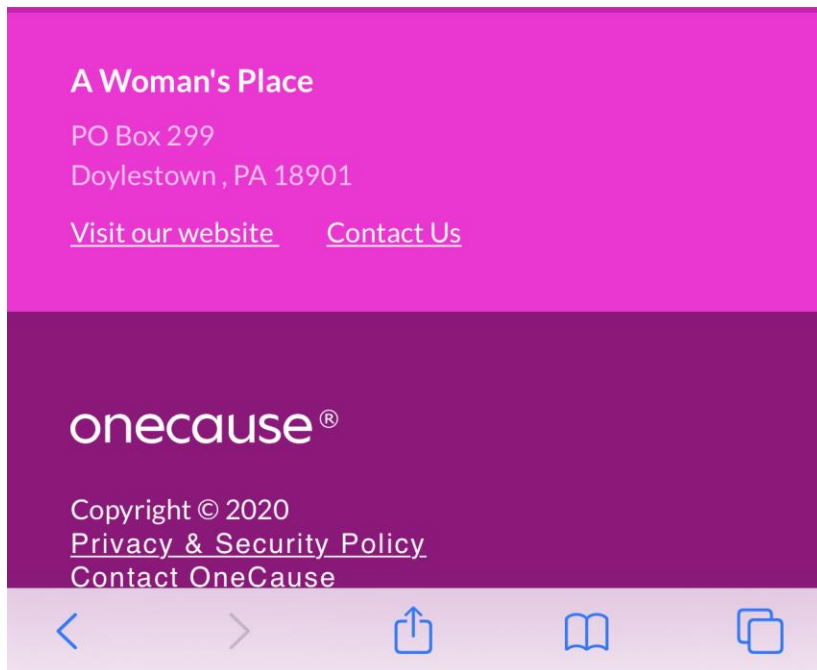 A Woman's Place
PO Box 299
Doylestown , PA 18901
Visit our website Contact Us
onecause®
Copyright © 2020
Privacy & Security Policy
Contact OneCause